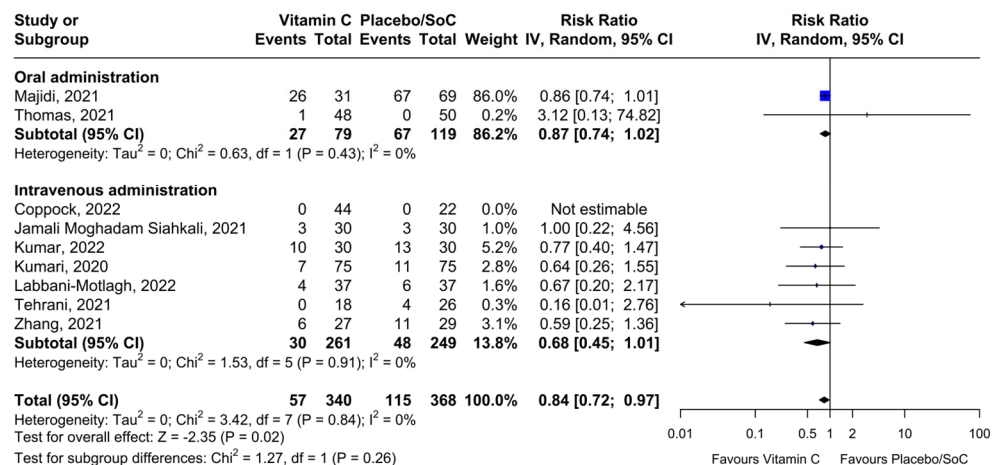 Study or Vitamin C Placebo/SoC Risk Ratio Risk Ratio
Subgroup Events Total Events Total Weight IV, Random, 95% CI IV, Random, 95% CI
Oral administration
Majidi, 2021 26 31 67 69 86.0% 0.86 [0.74; 1.01]
Thomas, 2021 1 48 0 50 0.2% 3.12 [0.13; 74.82]
Subtotal (95% CI) 27 79 67 119 86.2% 0.87 [0.74; 1.02]
Heterogeneity: Tau² = 0; Chi² = 0.63, df = 1 (P = 0.43); I² = 0%
Intravenous administration
Coppock, 2022 0 44 0 22 0.0% Not estimable
Jamali Moghadam Siahkali, 2021 3 30 3 30 1.0% 1.00 [0.22; 4.56]
Kumar, 2022 10 30 13 30 5.2% 0.77 [0.40; 1.47]
Kumari, 2020 7 75 11 75 2.8% 0.64 [0.26; 1.55]
Labbani-Motlagh, 2022 4 37 6 37 1.6% 0.67 [0.20; 2.17]
Tehrani, 2021 0 18 4 26 0.3% 0.16 [0.01; 2.76]
Zhang, 2021 6 27 11 29 3.1% 0.59 [0.25; 1.36]
Subtotal (95% CI) 30 261 48 249 13.8% 0.68 [0.45; 1.01]
Heterogeneity: Tau² = 0; Chi² = 1.53, df = 5 (P = 0.91); I² = 0%
Total (95% CI) 57 340 115 368 100.0% 0.84 [0.72; 0.97]
Heterogeneity: Tau² = 0; Chi² = 3.42, df = 7 (P = 0.84); I² = 0%
Test for overall effect: Z = -2.35 (P = 0.02)
Test for subgroup differences: Chi² = 1.27, df = 1 (P = 0.26)
0.01 0.1 0.5 1 2 10 100
Favours Vitamin C Favours Placebo/SoC